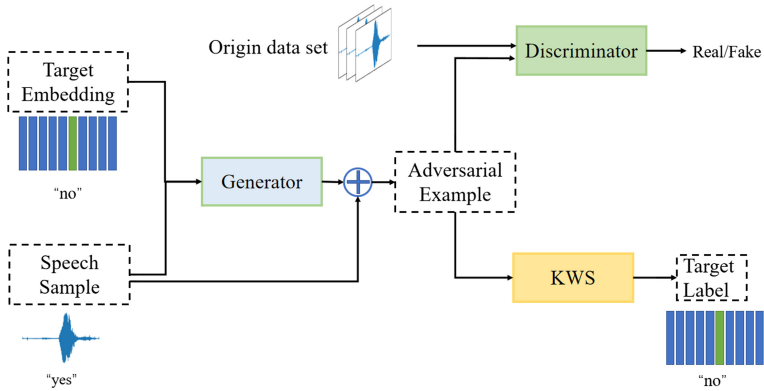 Origin data set
Discriminator
Real/Fake
Target
Embedding
"no"
Generator
Adversarial
Example
Speech
Sample
"yes"
KWS
Target
Label
"no"